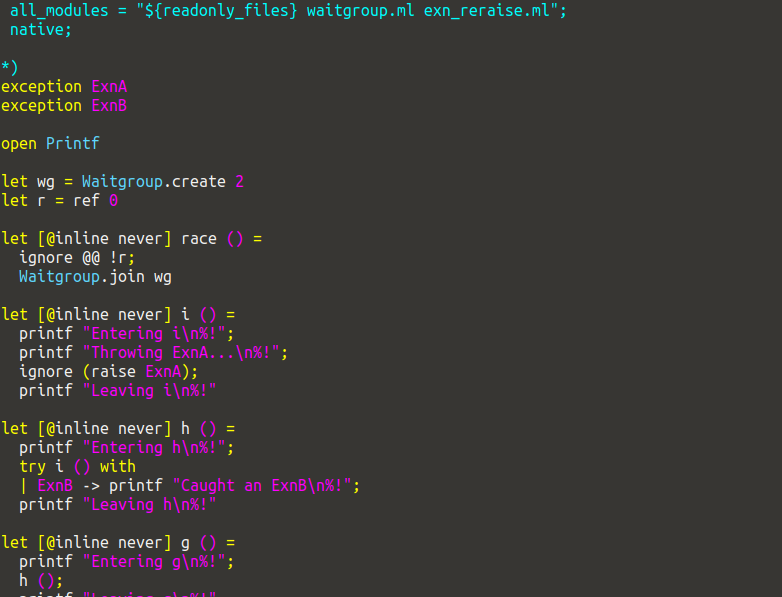 all_modules = "${readonly_files} waitgroup.ml exn_reraise.ml";
native;
*)
exception ExnA
exception ExnB
open Printf
let wg = Waitgroup.create 2
let r = ref 0
let [@inline never] race () =
ignore @@ !r;
Waitgroup.join wg
let [@inline never] i () =
printf "Entering i\n%!";
printf "Throwing ExnA...\n%!";
ignore (raise ExnA);
printf "Leaving i\n%!"
let [@inline never] h () =
printf "Entering h\n%!";
try i () with
| ExnB -> printf "Caught an ExnB\n%!";
printf "Leaving h\n%!"
let [@inline never] g () =
printf "Entering g\n%!";
h ();